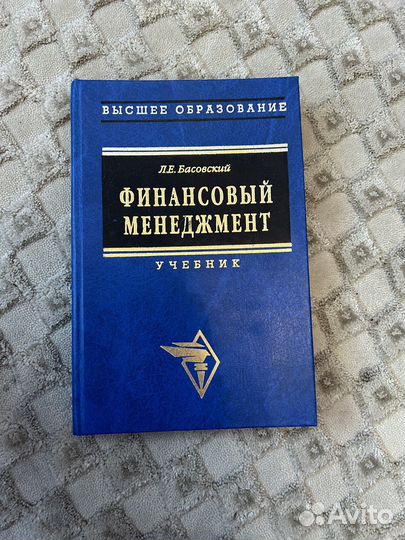 ВЫСШЕЕ ОБРАЗОВАНИЕ
Л.Е. Басовский
ФИНАНСОВЫЙ
МЕНЕДЖМЕНТ
УЧЕБНИК
Avito